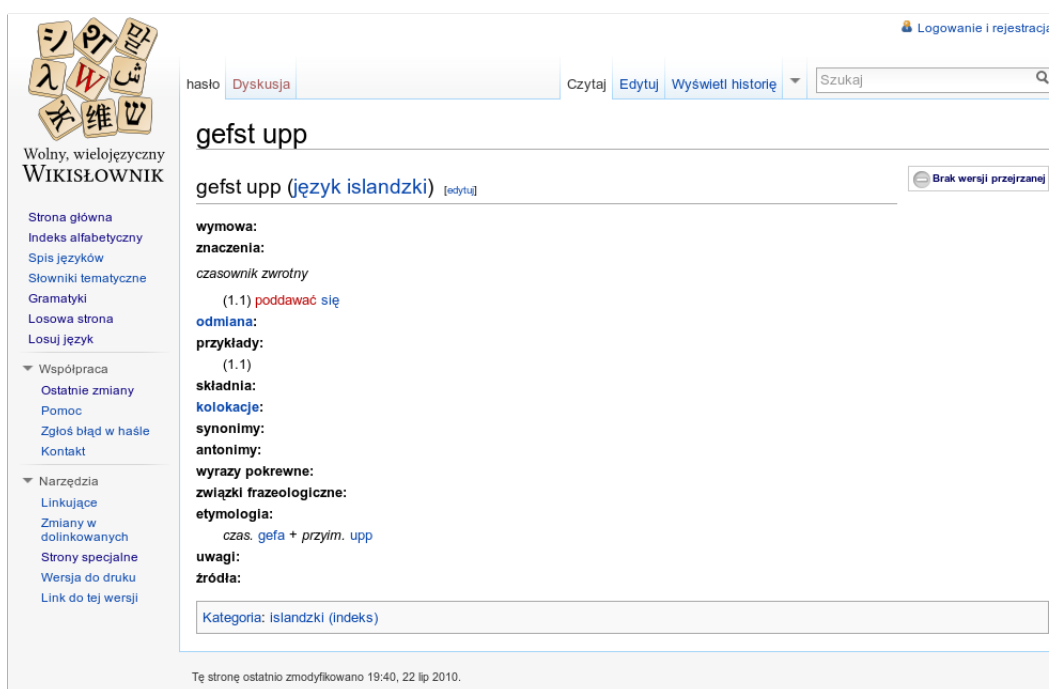 Logowanie i rejestracja
hasło Dyskusja Czytaj Edytuj Wyświetl historię Szukaj
シ 말
λ W ش
维 ש
Wolny, wielojęzyczny
WIKISŁOWNIK
Strona główna
Indeks alfabetyczny
Spis języków
Słowniki tematyczne
Gramatyki
Losowa strona
Losuj język
Współpraca
Ostatnie zmiany
Pomoc
Zgłoś błąd w haśle
Kontakt
Narzędzia
Linkujące
Zmiany w
dolinkowanych
Strony specjalne
Wersja do druku
Link do tej wersji
gefst upp
gefst upp (język islandzki) [edytuj]
Brak wersji przejrzanej
wymowa:
znaczenia:
czasownik zwrotny
(1.1) poddawać się
odmiana:
przykłady:
(1.1)
składnia:
kolokacje:
synonimy:
antonimy:
wyrazy pokrewne:
związki frazeologiczne:
etymologia:
czas. gefa + przyim. upp
uwagi:
źródła:
Kategoria: islandzki (indeks)
Tę stronę ostatnio zmodyfikowano 19:40, 22 lip 2010.